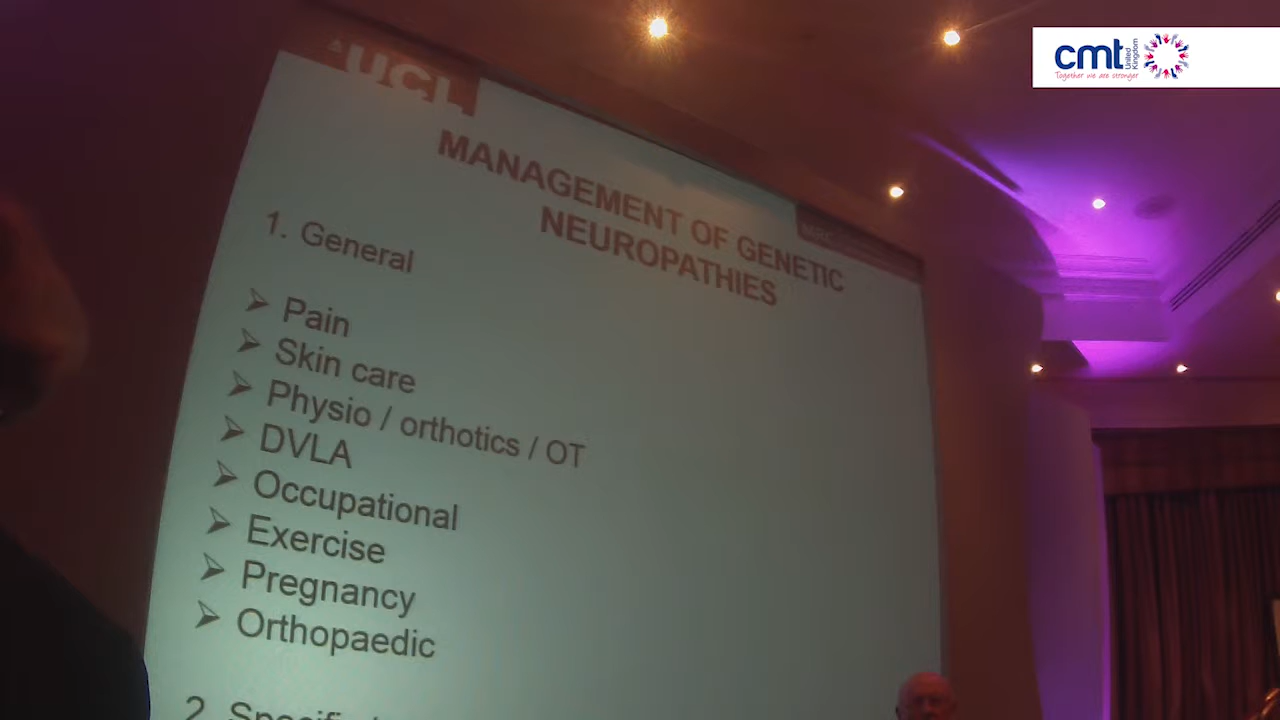 cmt
United
Kingdom
Together we are stronger
UCL
MANAGEMENT OF GENETIC
NEUROPATHIES
1. General
➢ Pain
➢ Skin care
➢ Physio / orthotics / OT
➢ DVLA
➢ Occupational
➢ Exercise
➢ Pregnancy
➢ Orthopaedic
2.